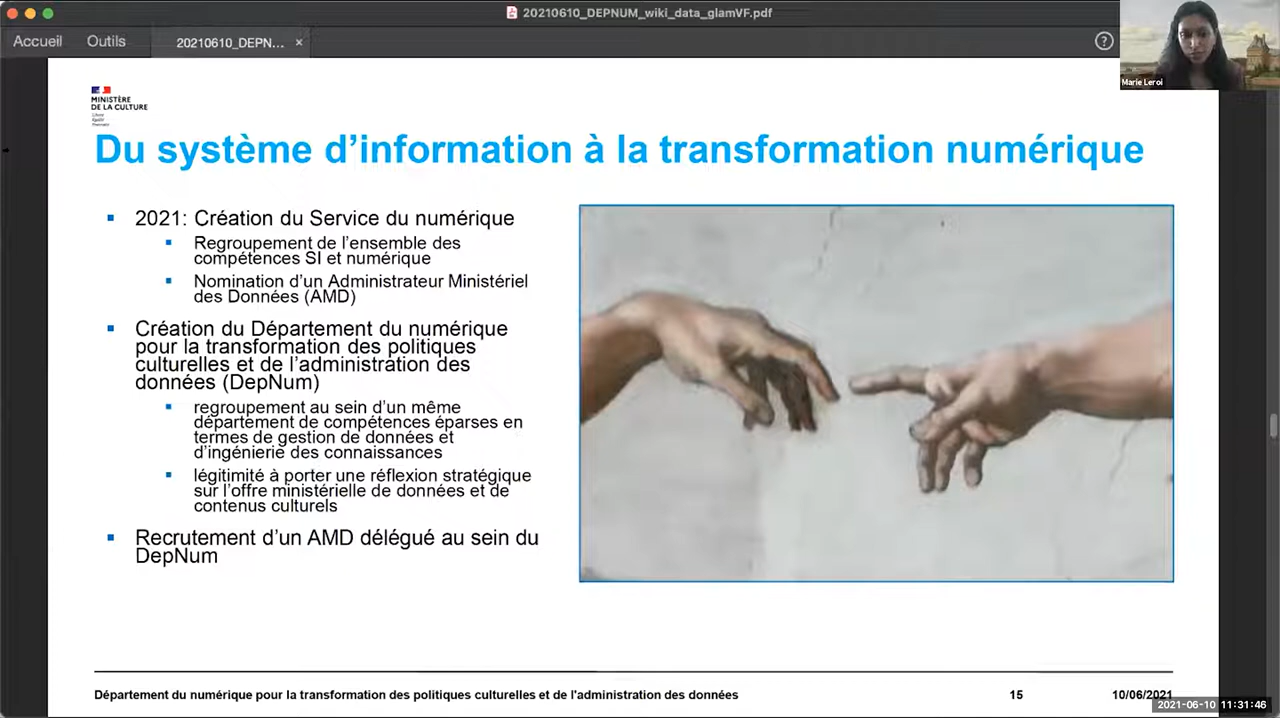 20210610_DEPNUM_wiki_data_glamVF.pdf
Accueil Outils 20210610_DEPN... ×
?
Marie Leroi
MINISTÈRE
DE LA CULTURE
Liberté
Égalité
Fraternité
Du système d’information à la transformation numérique
2021: Création du Service du numérique
Regroupement de l’ensemble des
compétences SI et numérique
Nomination d’un Administrateur Ministériel
des Données (AMD)
Création du Département du numérique
pour la transformation des politiques
culturelles et de l’administration des
données (DepNum)
regroupement au sein d’un même
département de compétences éparses en
termes de gestion de données et
d’ingénierie des connaissances
légitimité à porter une réflexion stratégique
sur l’offre ministérielle de données et de
contenus culturels
Recrutement d’un AMD délégué au sein du
DepNum
Département du numérique pour la transformation des politiques culturelles et de l'administration des données 15 10/06/2021
2021-06-10 11:31:46